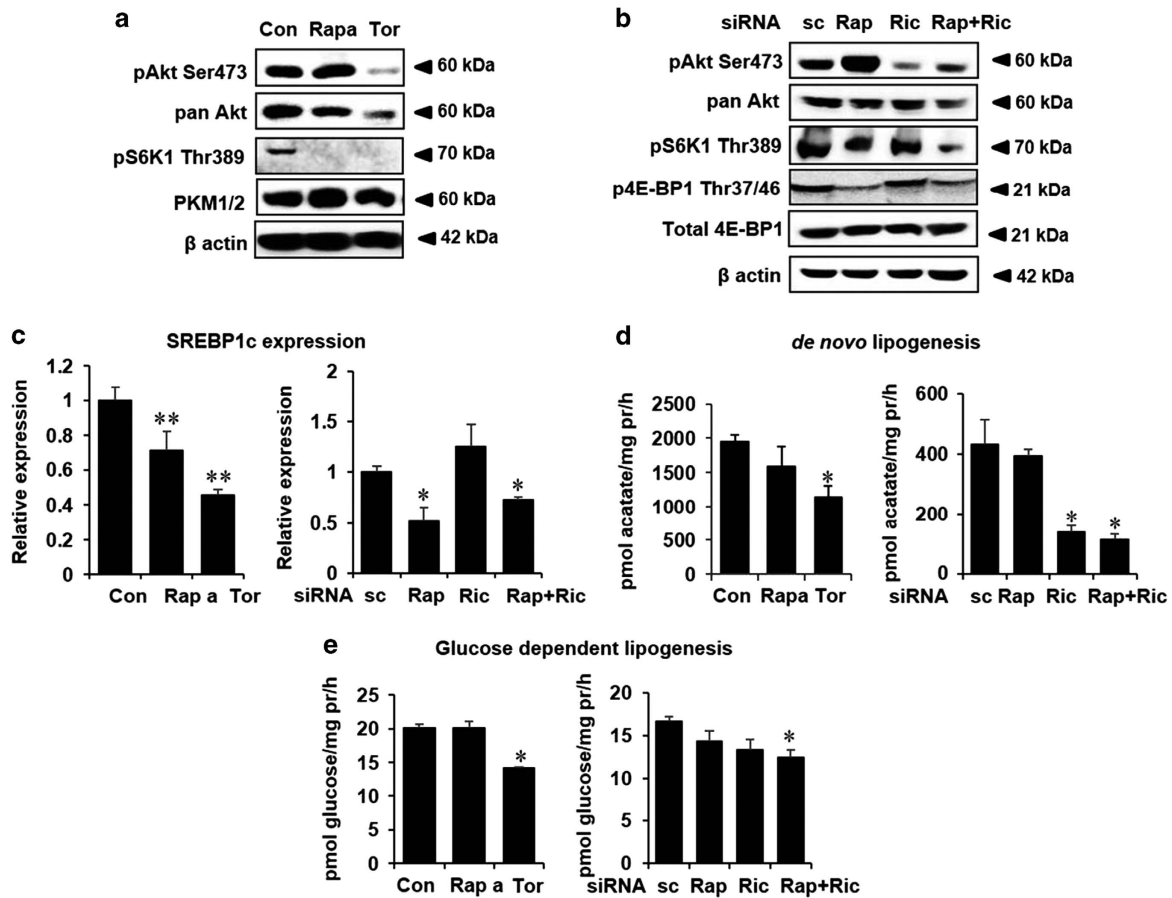 a
Con Rapa Tor
pAkt Ser473 60 kDa
pan Akt 60 kDa
pS6K1 Thr389 70 kDa
PKM1/2 60 kDa
β actin 42 kDa
b
siRNA sc Rap Ric Rap+Ric
pAkt Ser473 60 kDa
pan Akt 60 kDa
pS6K1 Thr389 70 kDa
p4E-BP1 Thr37/46 21 kDa
Total 4E-BP1 21 kDa
β actin 42 kDa
c
SREBP1c expression
Relative expression
1.2
1
0.8
0.6
0.4
0.2
0
** **
Con Rap a Tor
Relative expression
2
1.5
1
0.5
0
* *
siRNA sc Rap Ric Rap+Ric
d
de novo lipogenesis
pmol acatate/mg pr/h
2500
2000
1500
1000
500
0
*
Con Rapa Tor
pmol acatate/mg pr/h
600
400
200
0
* *
siRNA sc Rap Ric Rap+Ric
e
Glucose dependent lipogenesis
pmol glucose/mg pr/h
25
20
15
10
5
0
*
Con Rap a Tor
pmol glucose/mg pr/h
20
15
10
5
0
*
siRNA sc Rap Ric Rap+Ric